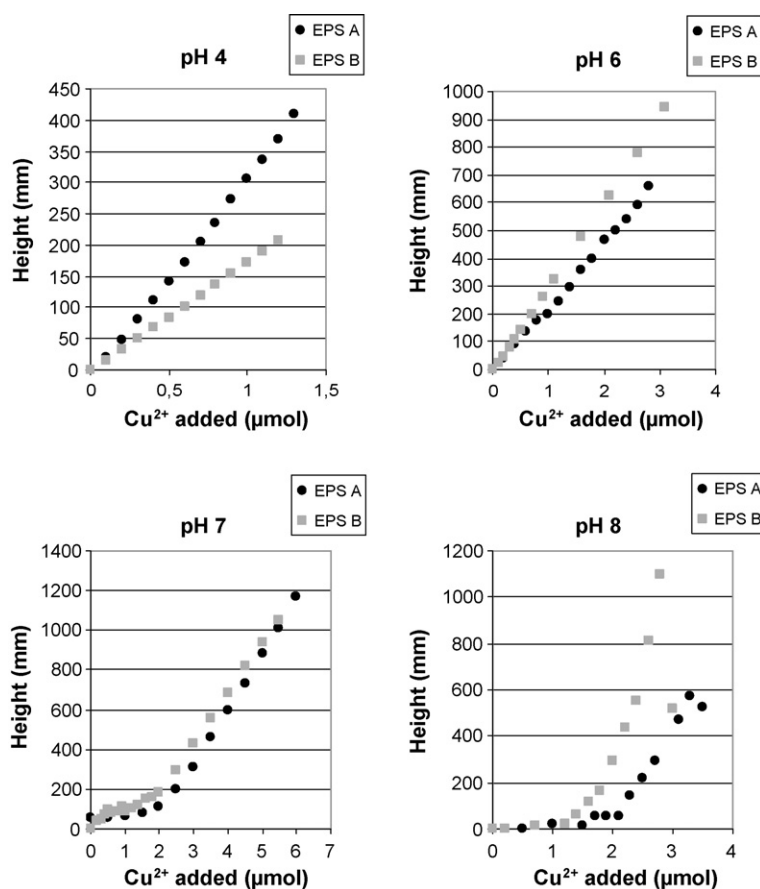 EPS A
EPS B
pH 4
450
400
350
300
250
200
150
100
50
0
Height (mm)
0
0,5
1
1,5
Cu²⁺ added (µmol)
EPS A
EPS B
pH 6
1000
900
800
700
600
500
400
300
200
100
0
Height (mm)
0
1
2
3
4
Cu²⁺ added (µmol)
EPS A
EPS B
pH 7
1400
1200
1000
800
600
400
200
0
Height (mm)
0
1
2
3
4
5
6
7
Cu²⁺ added (µmol)
EPS A
EPS B
pH 8
1200
1000
800
600
400
200
0
Height (mm)
0
1
2
3
4
Cu²⁺ added (µmol)